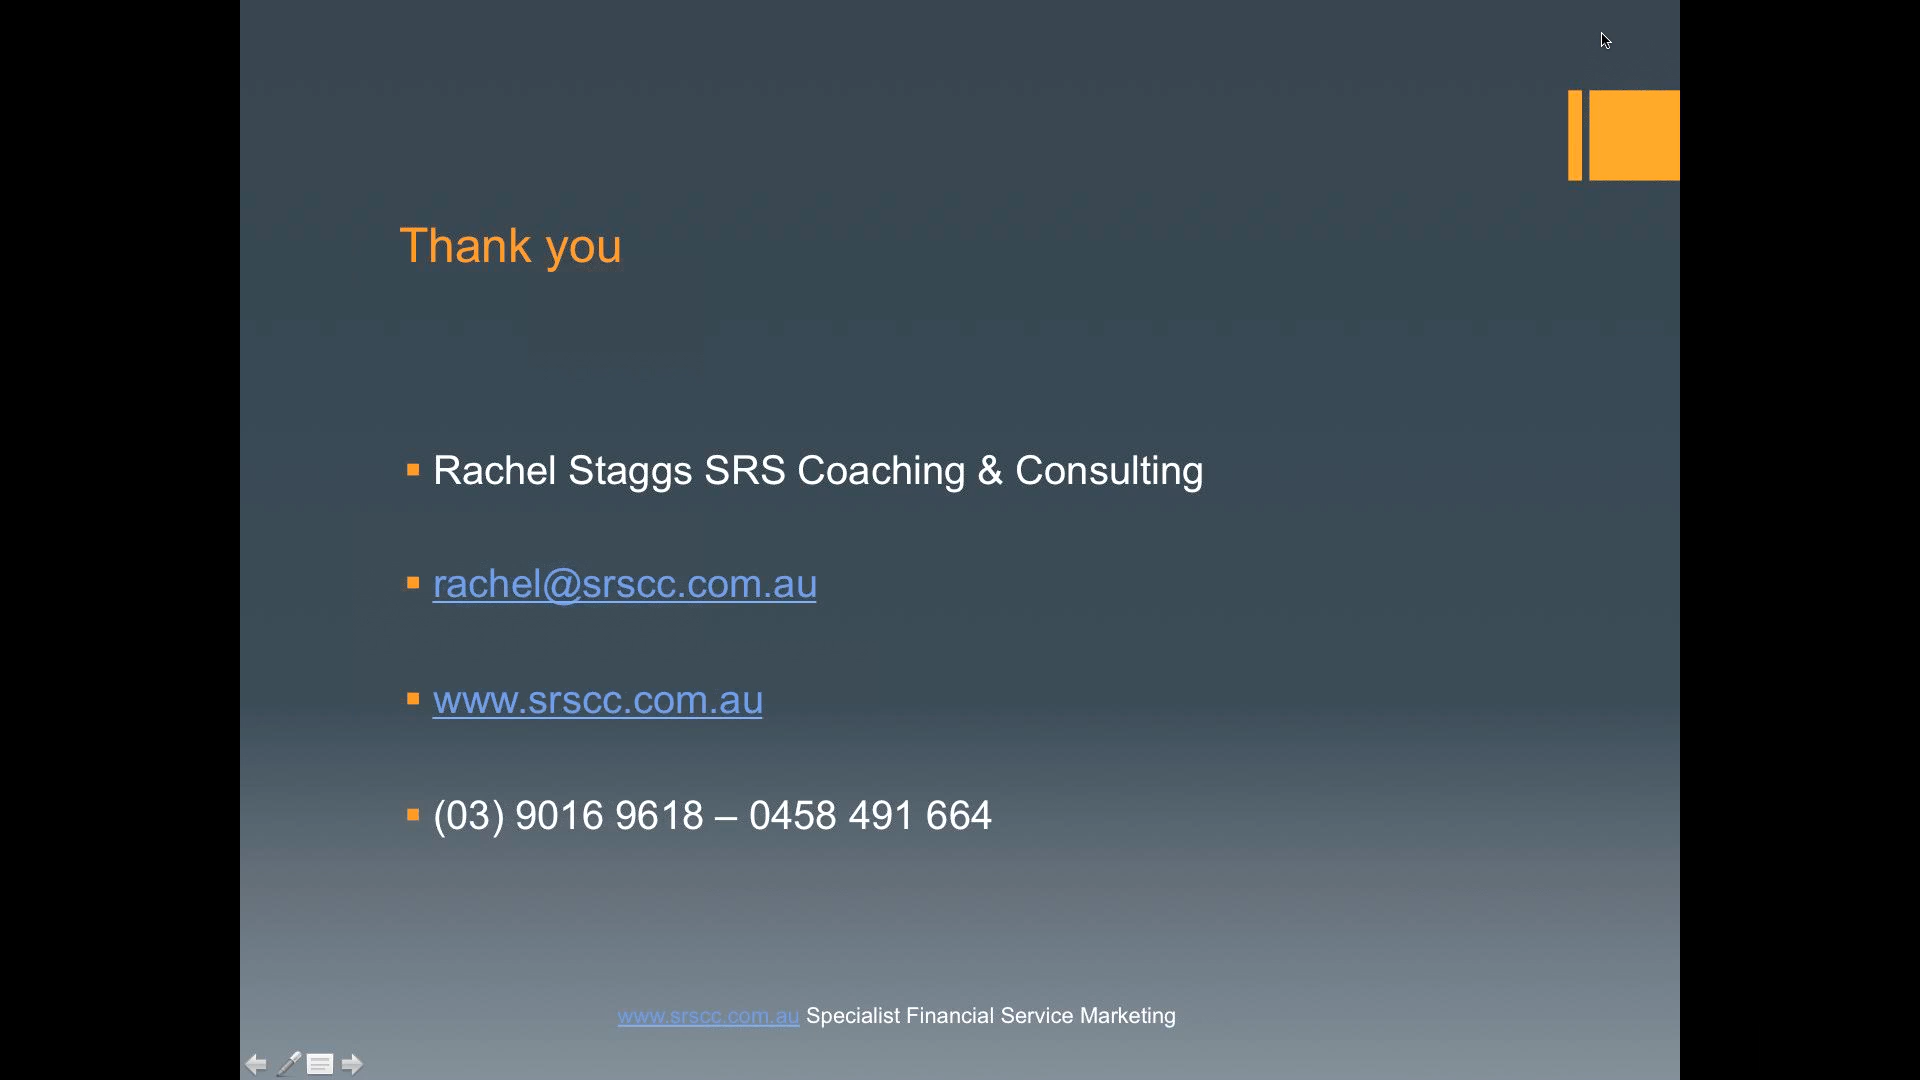 Thank you
Rachel Staggs SRS Coaching & Consulting
rachel@srscc.com.au
www.srscc.com.au
(03) 9016 9618 – 0458 491 664
www.srscc.com.au Specialist Financial Service Marketing